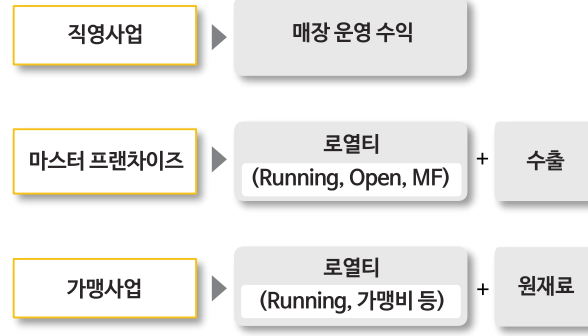 직영사업
매장 운영 수익
마스터 프랜차이즈
로열티
(Running, Open, MF)
+
수출
가맹사업
로열티
(Running, 가맹비 등)
+
원재료